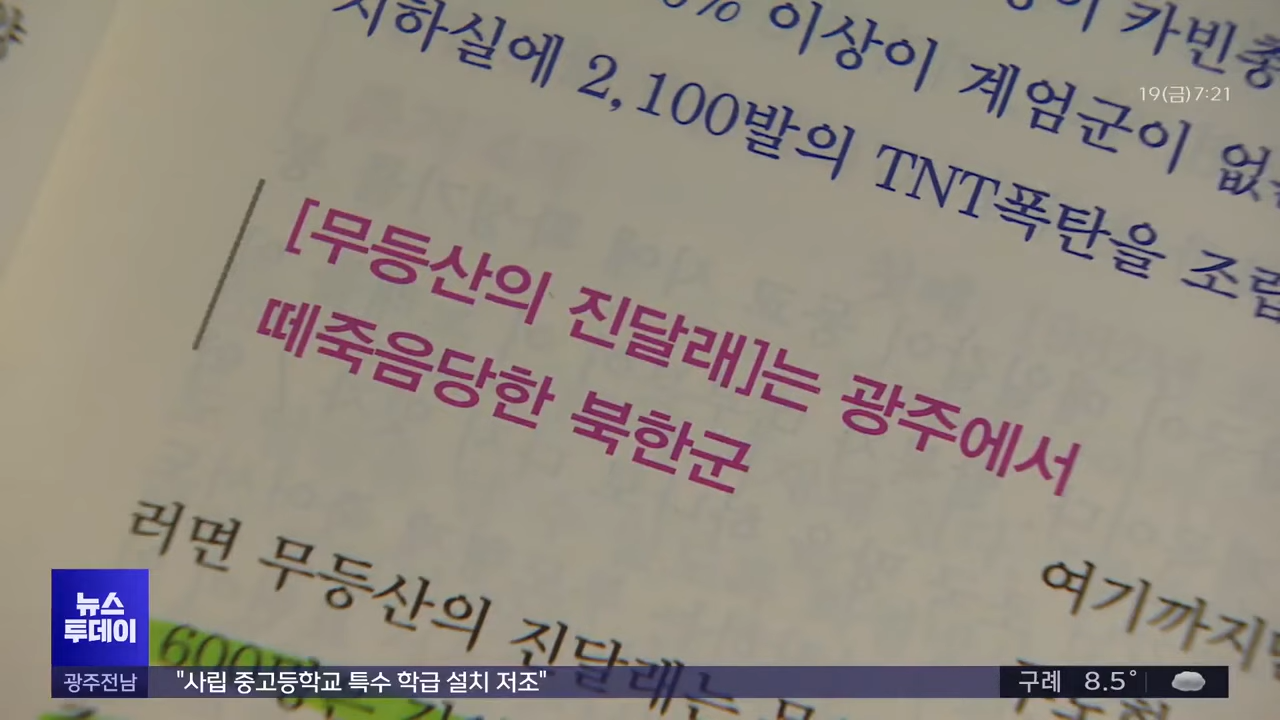 이상이 카빈총
지하실에 2,100발의 TNT폭탄을 조립
이상이 계엄군이
19(금)7:21
[무등산의 진달래]는 광주에서
떼죽음당한 북한군
러면 무등산의 진달래는
여기까지
뉴스
투데이
광주전남 "사립 중고등학교 특수 학급 설치 저조" 구례 8.5°